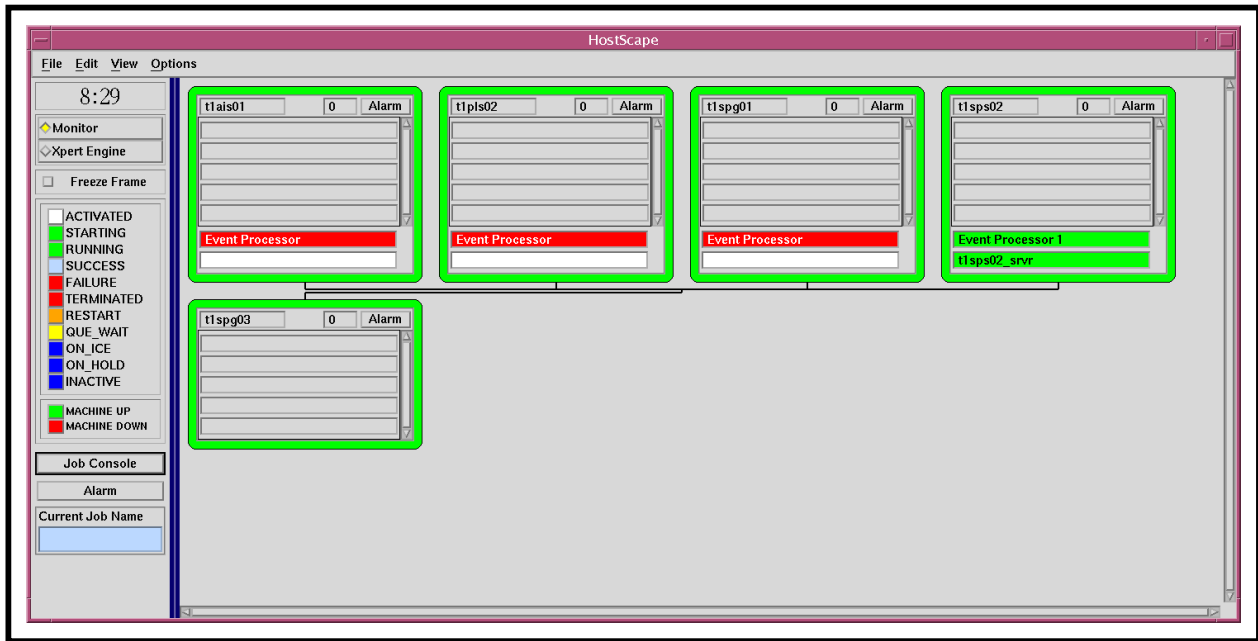 HostScape
File Edit View Options
8:29
Monitor
Xpert Engine
Freeze Frame
ACTIVATED
STARTING
RUNNING
SUCCESS
FAILURE
TERMINATED
RESTART
QUE_WAIT
ON_ICE
ON_HOLD
INACTIVE
MACHINE UP
MACHINE DOWN
Job Console
Alarm
Current Job Name
t1ais01 0 Alarm
Event Processor
t1pls02 0 Alarm
Event Processor
t1spg01 0 Alarm
Event Processor
t1sps02 0 Alarm
Event Processor 1
t1sps02_srvr
t1spg03 0 Alarm